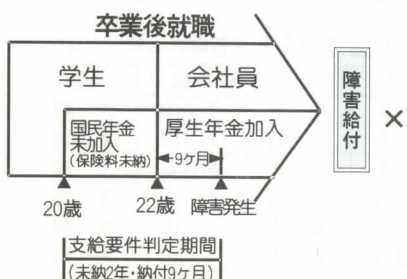 卒業後就職
学生
会社員
国民年金
未加入
(保険料未納)
厚生年金加入
9ケ月
障害給付
×
20歳
22歳
障害発生
支給要件判定期間
(未納2年・納付9ケ月)